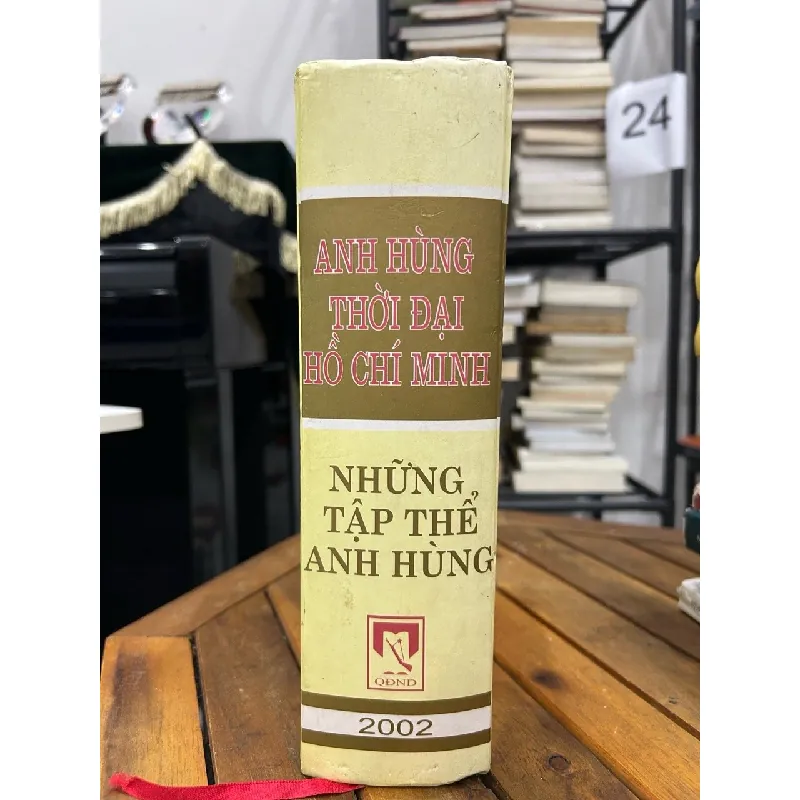 24
ANH HÙNG
THỜI ĐẠI
HỒ CHÍ MINH
NHỮNG
TẬP THỂ
ANH HÙNG
QĐND
2002